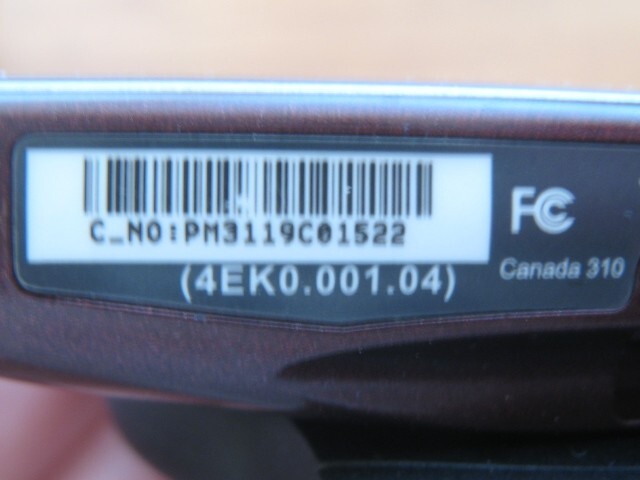 C_NO:PM3119C01522
(4EK0.001.04)
FC
Canada 310